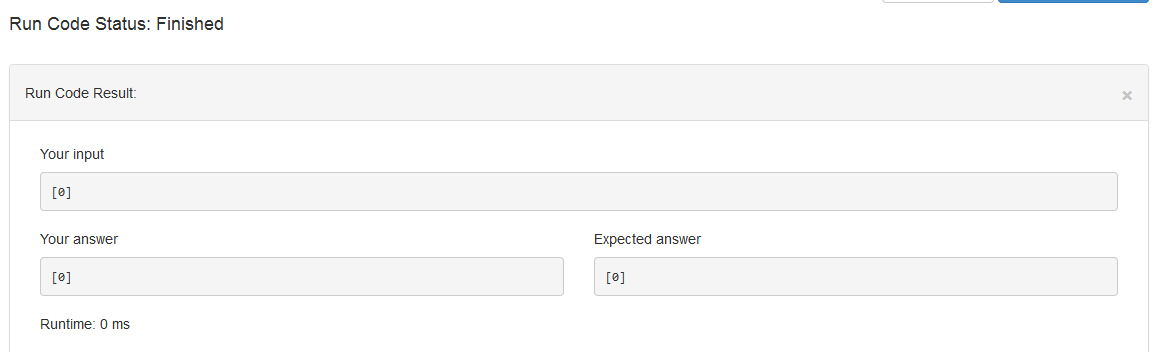 Run Code Status: Finished
Run Code Result:
×
Your input
[0]
Your answer
Expected answer
[0]
[0]
Runtime: 0 ms